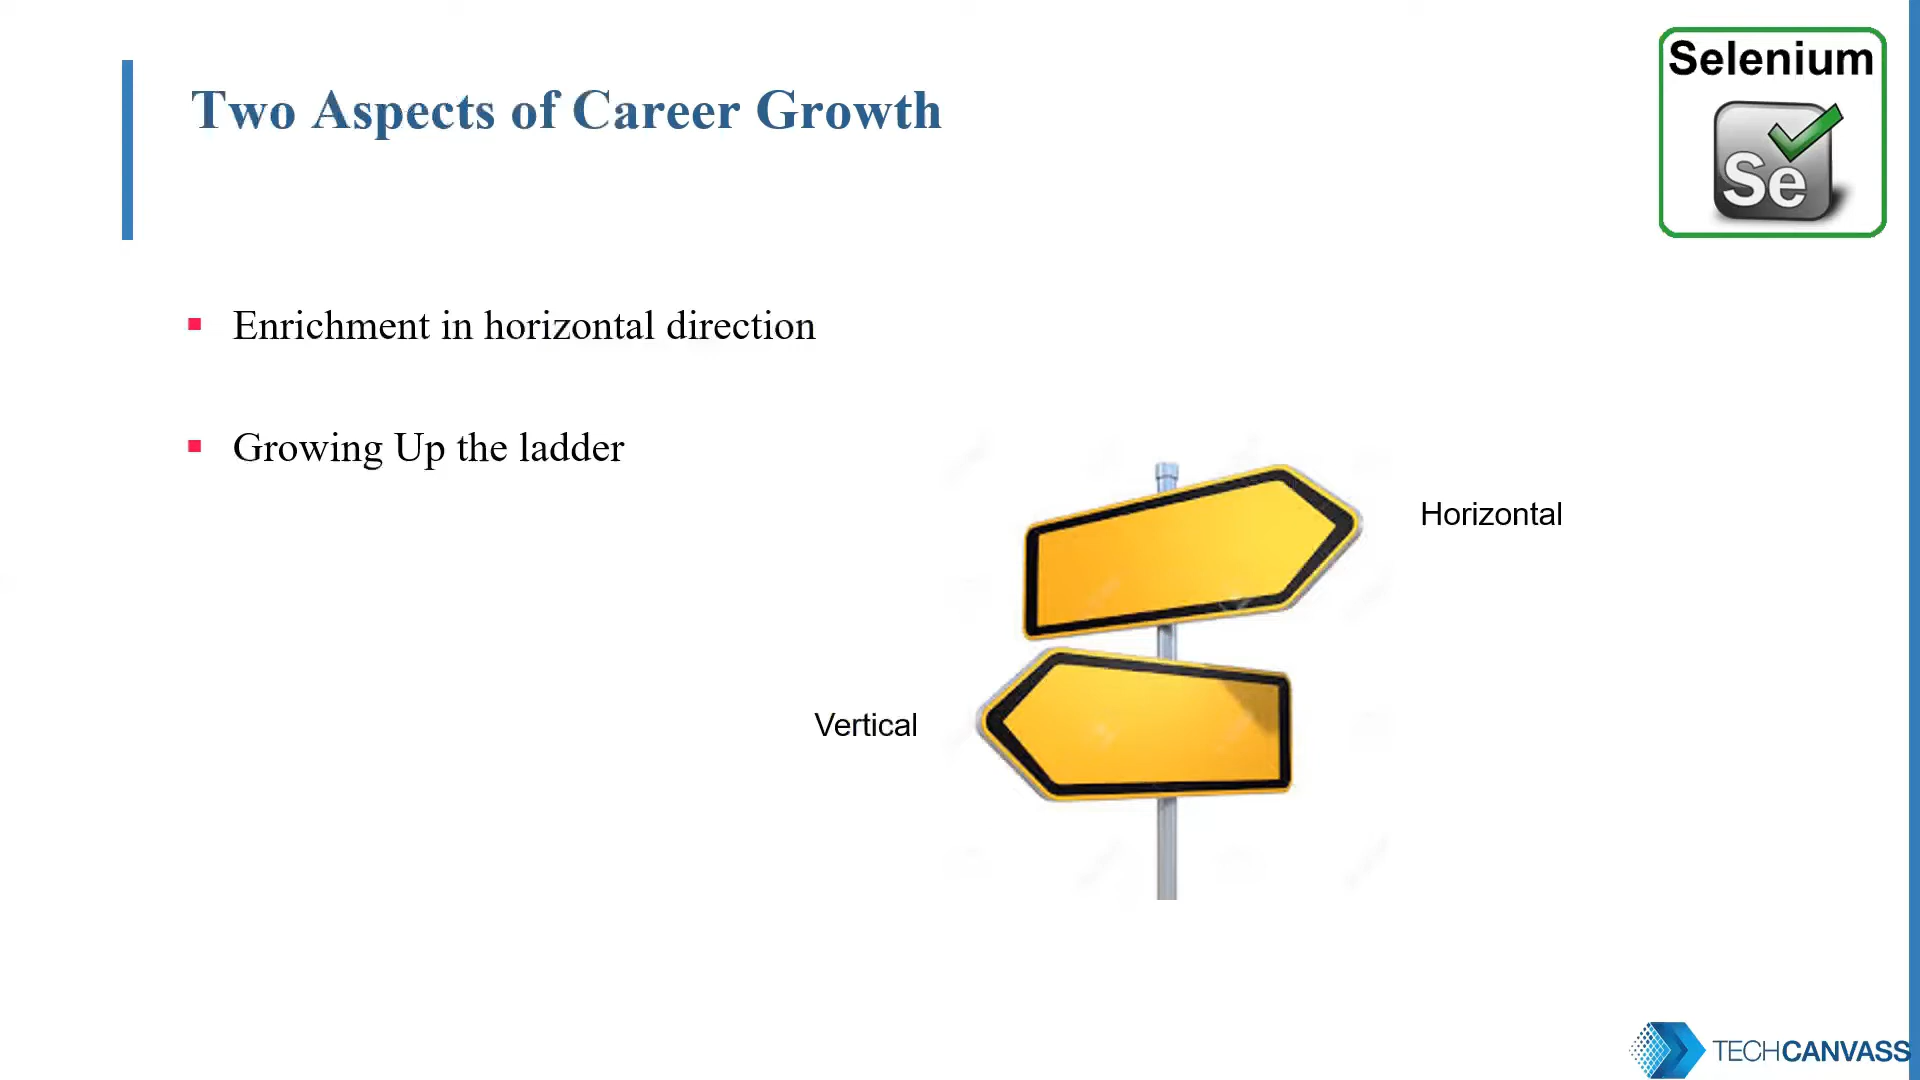 Two Aspects of Career Growth
Selenium
Se
Enrichment in horizontal direction
Growing Up the ladder
Horizontal
Vertical
TECHCANVASS